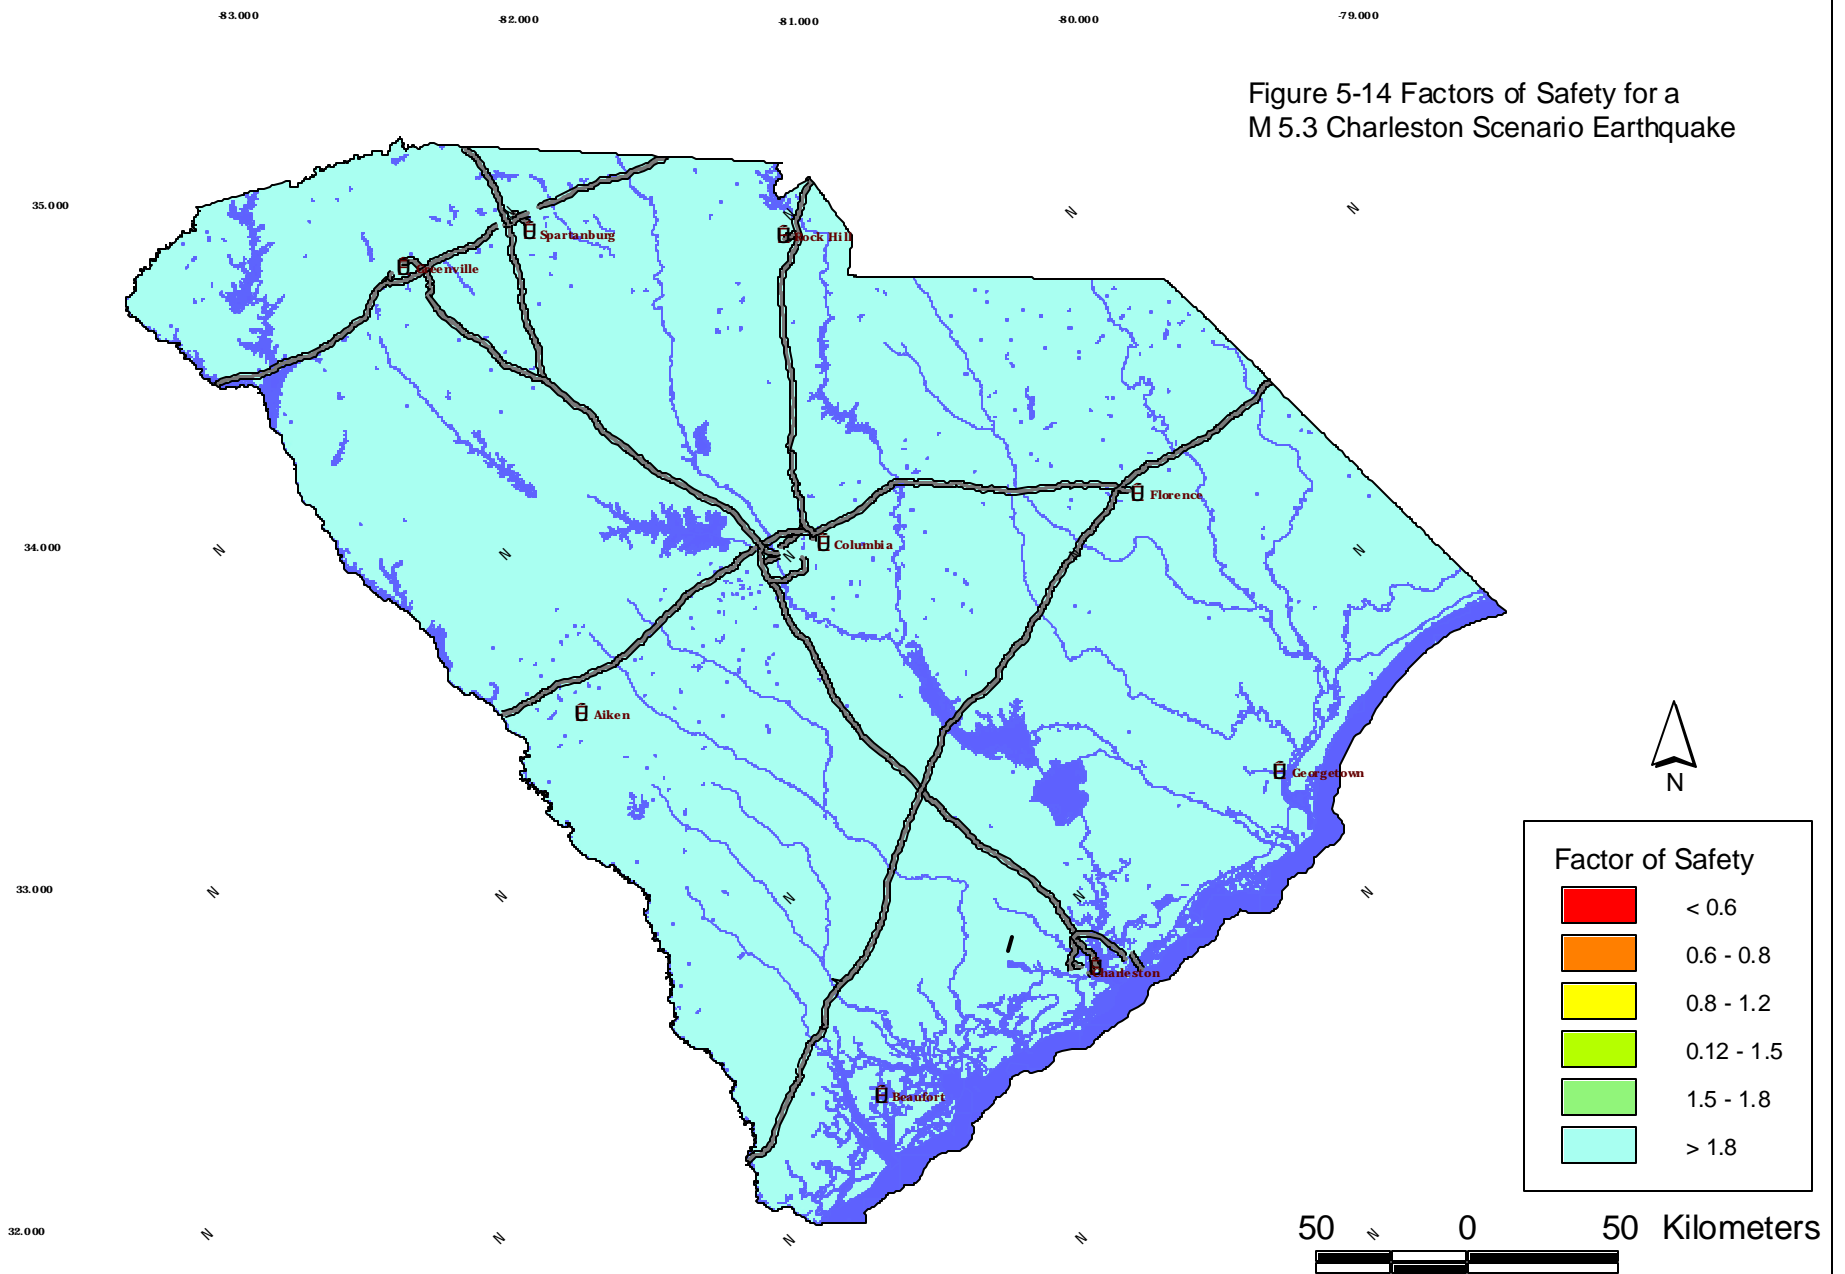 -83.000
-82.000
-81.000
-80.000
-79.000
Figure 5-14 Factors of Safety for a
M 5.3 Charleston Scenario Earthquake
35.000
N
N
Spartanburg
Rock Hill
Greenville
Florence
34.000
N
N
Columbia
N
N
N
Aiken
Georgetown
N
Factor of Safety
33.000
N
N
N
N
N
< 0.6
0.6 - 0.8
Charleston
0.8 - 1.2
0.12 - 1.5
Beaufort
1.5 - 1.8
> 1.8
32.000
N
N
N
N
N
50 0 50 Kilometers